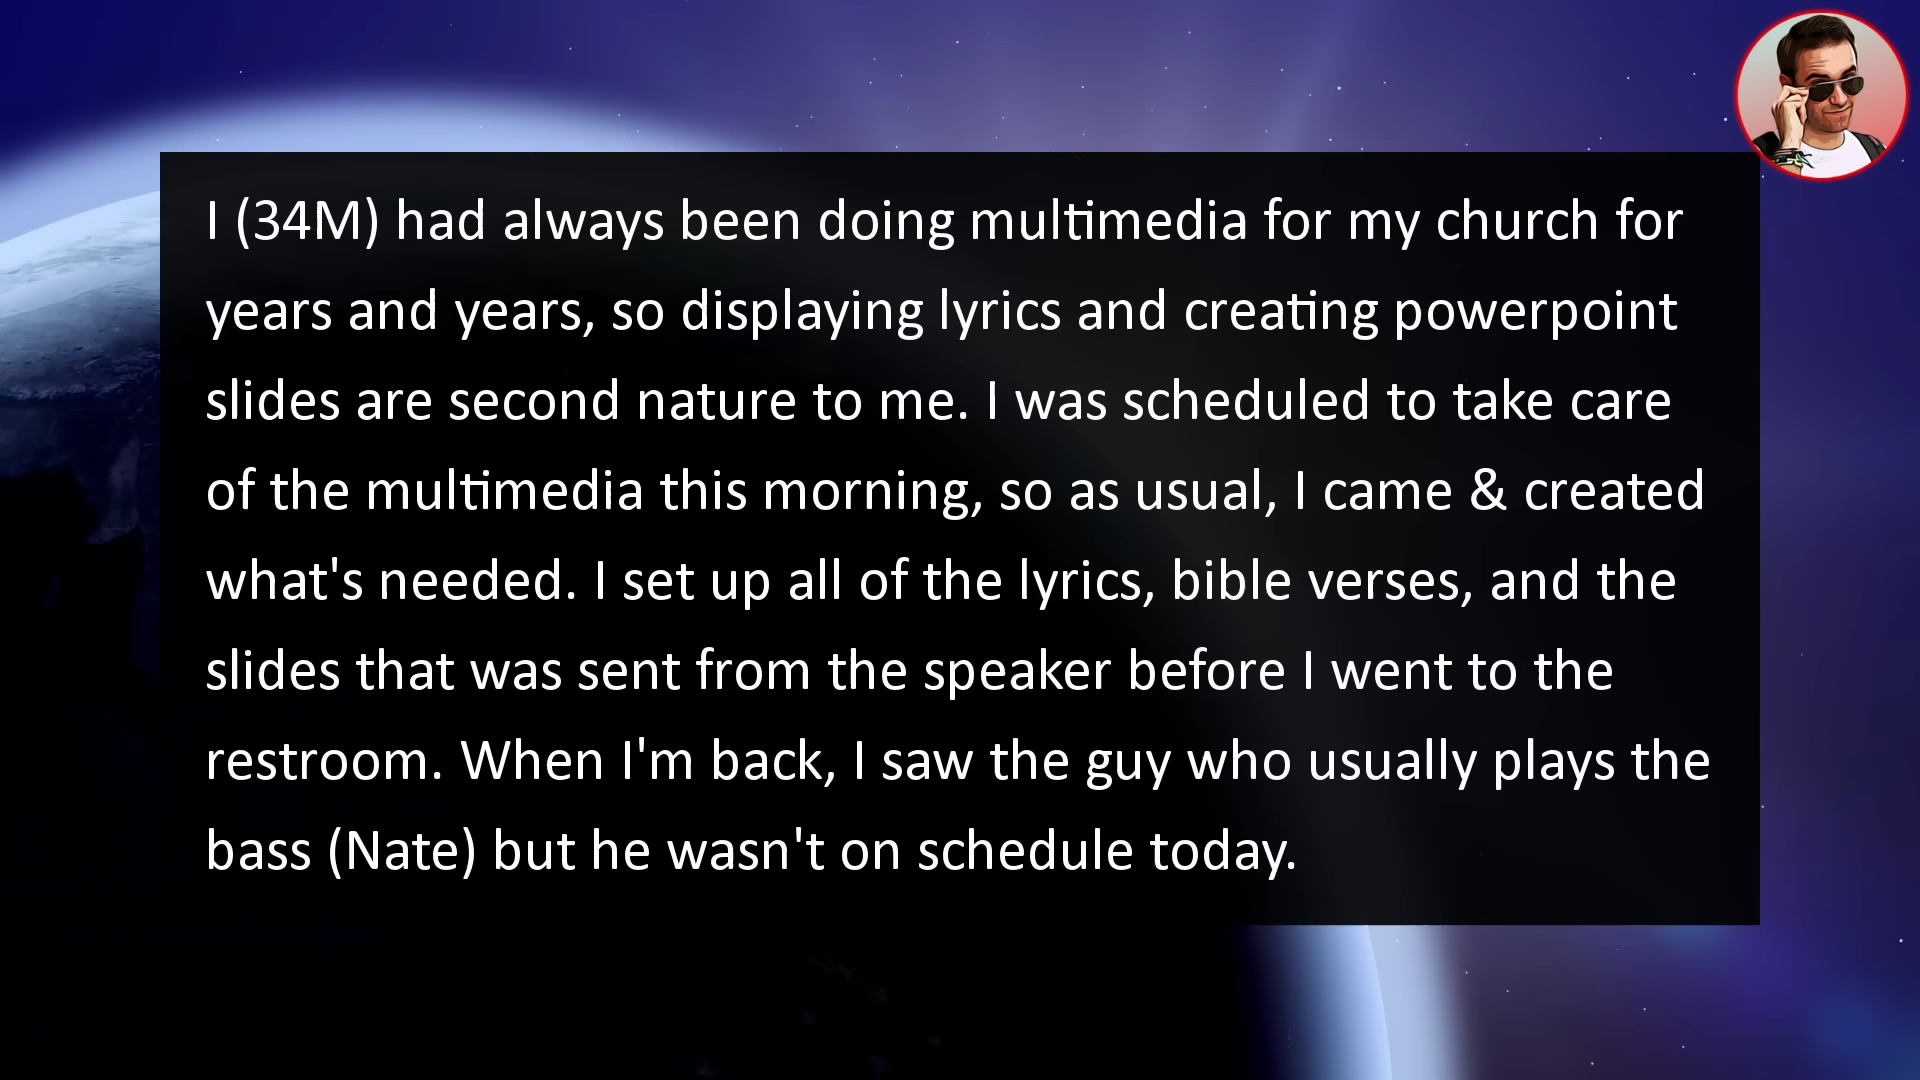 I (34M) had always been doing multimedia for my church for
years and years, so displaying lyrics and creating powerpoint
slides are second nature to me. I was scheduled to take care
of the multimedia this morning, so as usual, I came & created
what's needed. I set up all of the lyrics, bible verses, and the
slides that was sent from the speaker before I went to the
restroom. When I'm back, I saw the guy who usually plays the
bass (Nate) but he wasn't on schedule today.